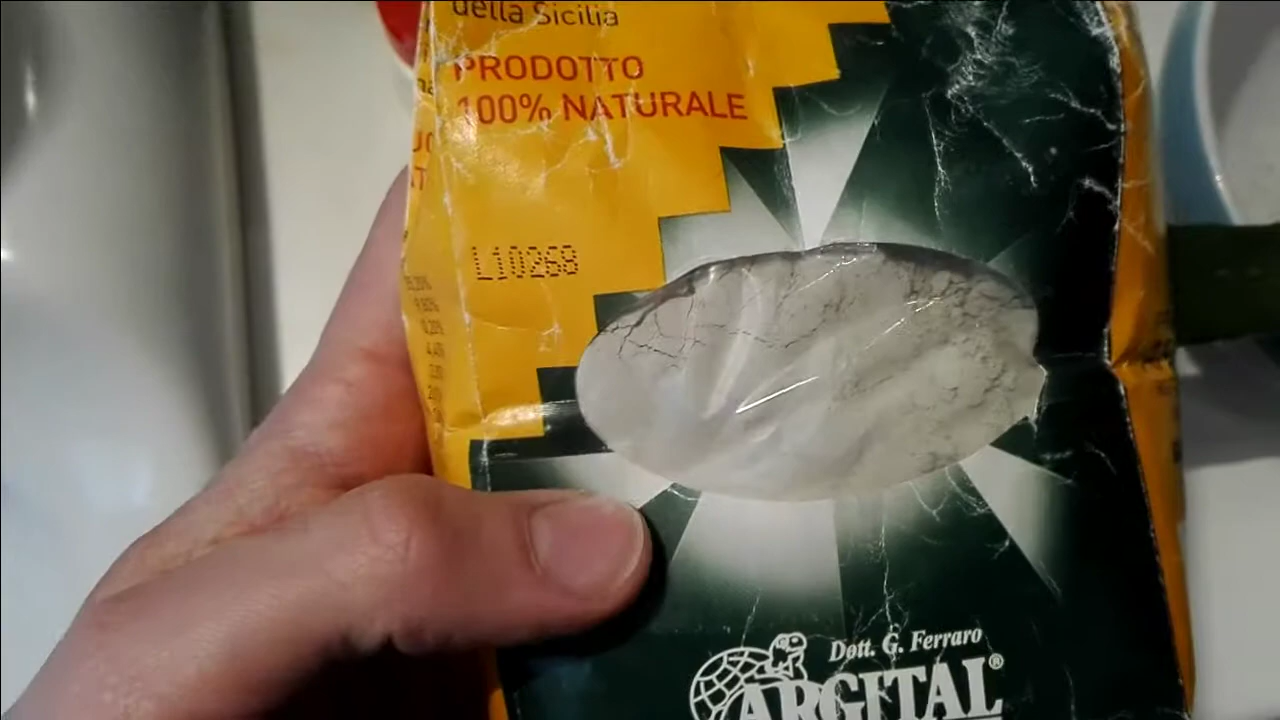 della Sicilia
PRODOTTO
100% NATURALE
L10268
Dott. G. Ferraro
ARGITAL®